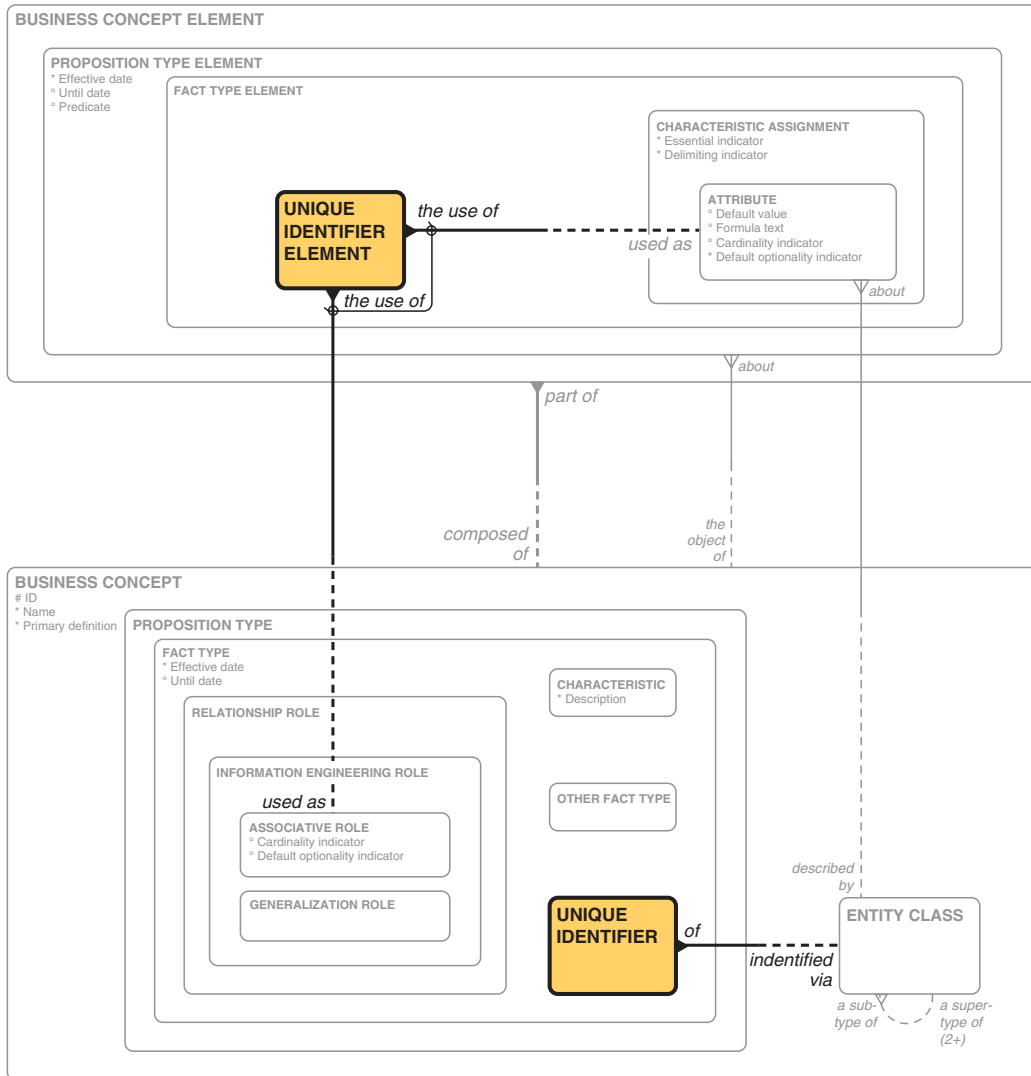 BUSINESS CONCEPT ELEMENT
PROPOSITION TYPE ELEMENT
* Effective date
° Until date
° Predicate
FACT TYPE ELEMENT
CHARACTERISTIC ASSIGNMENT
* Essential indicator
* Delimiting indicator
ATTRIBUTE
° Default value
° Formula text
° Cardinality indicator
* Default optionality indicator
UNIQUE
IDENTIFIER
ELEMENT
the use of
used as
the use of
about
about
part of
composed
of
the
object
of
BUSINESS CONCEPT
# ID
* Name
* Primary definition
PROPOSITION TYPE
FACT TYPE
* Effective date
° Until date
RELATIONSHIP ROLE
INFORMATION ENGINEERING ROLE
used as
ASSOCIATIVE ROLE
° Cardinality indicator
° Default optionality indicator
GENERALIZATION ROLE
CHARACTERISTIC
* Description
OTHER FACT TYPE
UNIQUE
IDENTIFIER
of
indentified
via
described
by
ENTITY CLASS
a sub-
type of
a super-
type of
(2+)